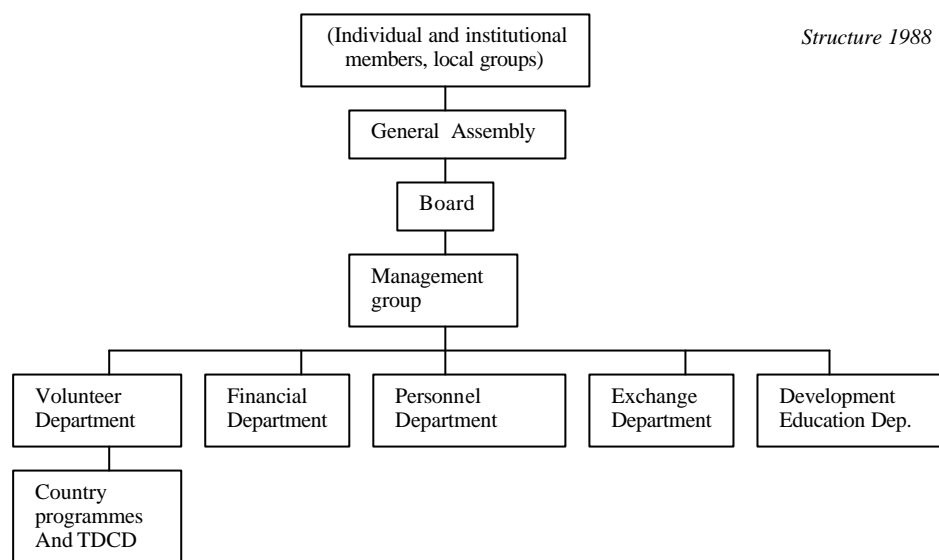 (Individual and institutional
members, local groups)
Structure 1988
General Assembly
Board
Management
group
Volunteer
Department
Financial
Department
Personnel
Department
Exchange
Department
Development
Education Dep.
Country
programmes
And TDCD